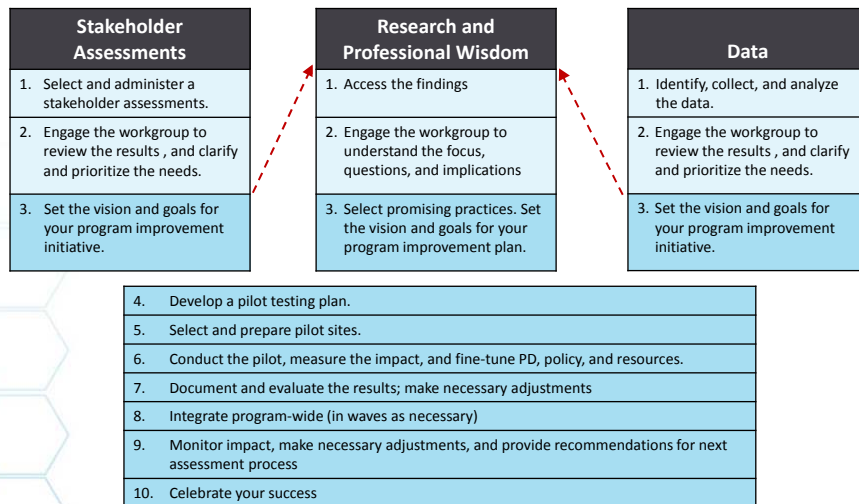 Stakeholder
Assessments
1. Select and administer a
stakeholder assessments.
2. Engage the workgroup to
review the results , and clarify
and prioritize the needs.
3. Set the vision and goals for
your program improvement
initiative.
Research and
Professional Wisdom
1. Access the findings
2. Engage the workgroup to
understand the focus,
questions, and implications
3. Select promising practices. Set
the vision and goals for your
program improvement plan.
Data
1. Identify, collect, and analyze
the data.
2. Engage the workgroup to
review the results , and clarify
and prioritize the needs.
3. Set the vision and goals for
your program improvement
initiative.
4. Develop a pilot testing plan.
5. Select and prepare pilot sites.
6. Conduct the pilot, measure the impact, and fine-tune PD, policy, and resources.
7. Document and evaluate the results; make necessary adjustments
8. Integrate program-wide (in waves as necessary)
9. Monitor impact, make necessary adjustments, and provide recommendations for next
assessment process
10. Celebrate your success